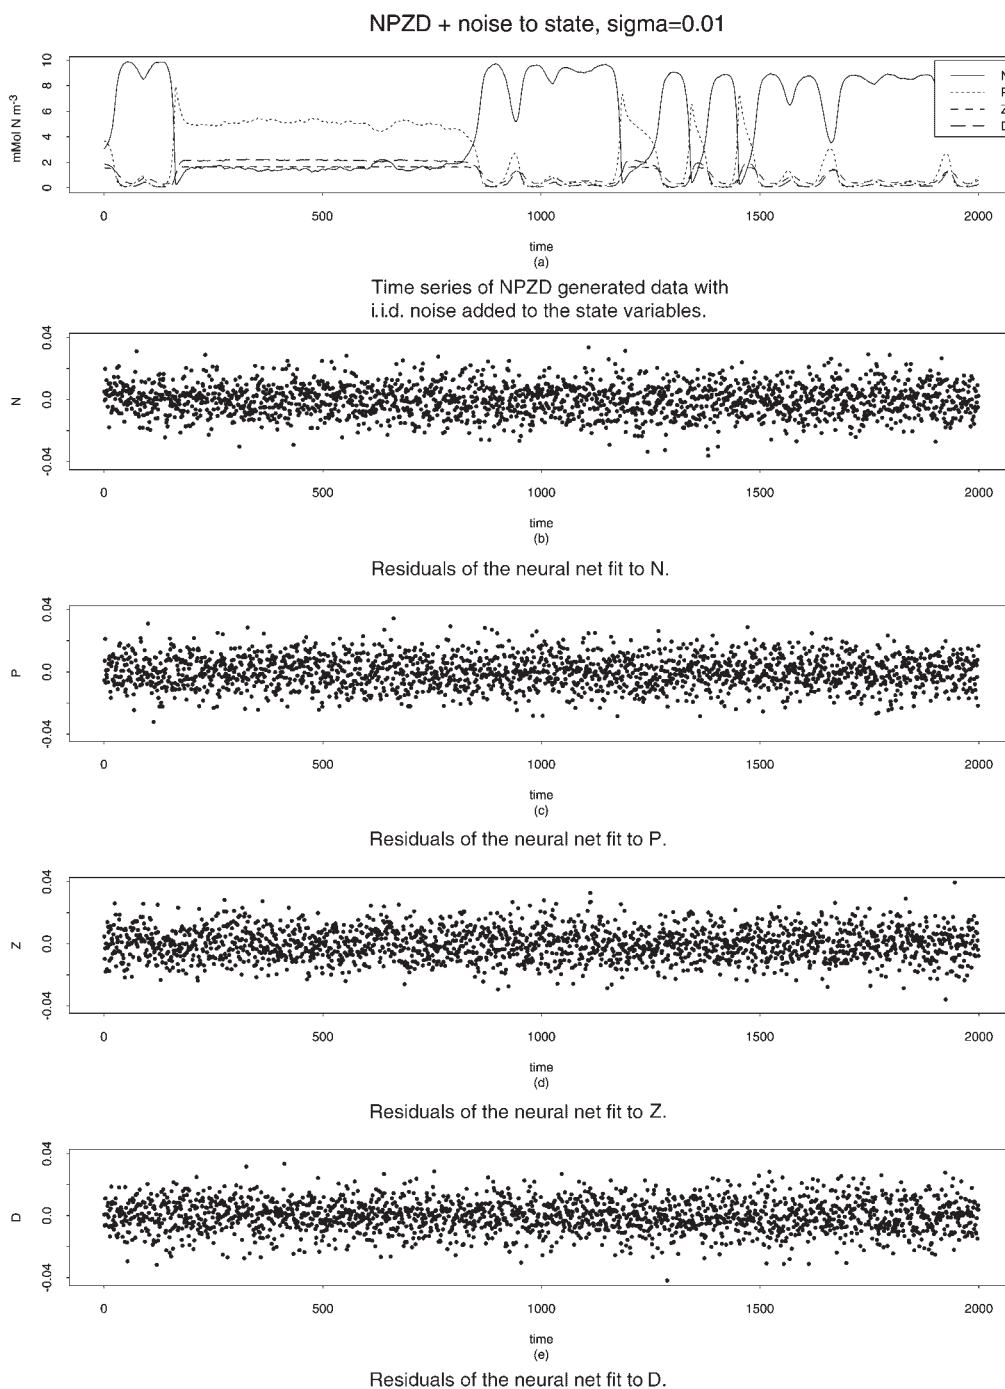 NPZD + noise to state, sigma=0.01
mMol N m-3
10
8
6
4
2
0
N
P
Z
D
0 500 1000 1500 2000
time
(a)
Time series of NPZD generated data with
i.i.d. noise added to the state variables.
N
0.04
0.0
-0.04
0 500 1000 1500 2000
time
(b)
Residuals of the neural net fit to N.
P
0.04
0.0
-0.04
0 500 1000 1500 2000
time
(c)
Residuals of the neural net fit to P.
Z
0.04
0.0
-0.04
0 500 1000 1500 2000
time
(d)
Residuals of the neural net fit to Z.
D
0.04
0.0
-0.04
0 500 1000 1500 2000
time
(e)
Residuals of the neural net fit to D.